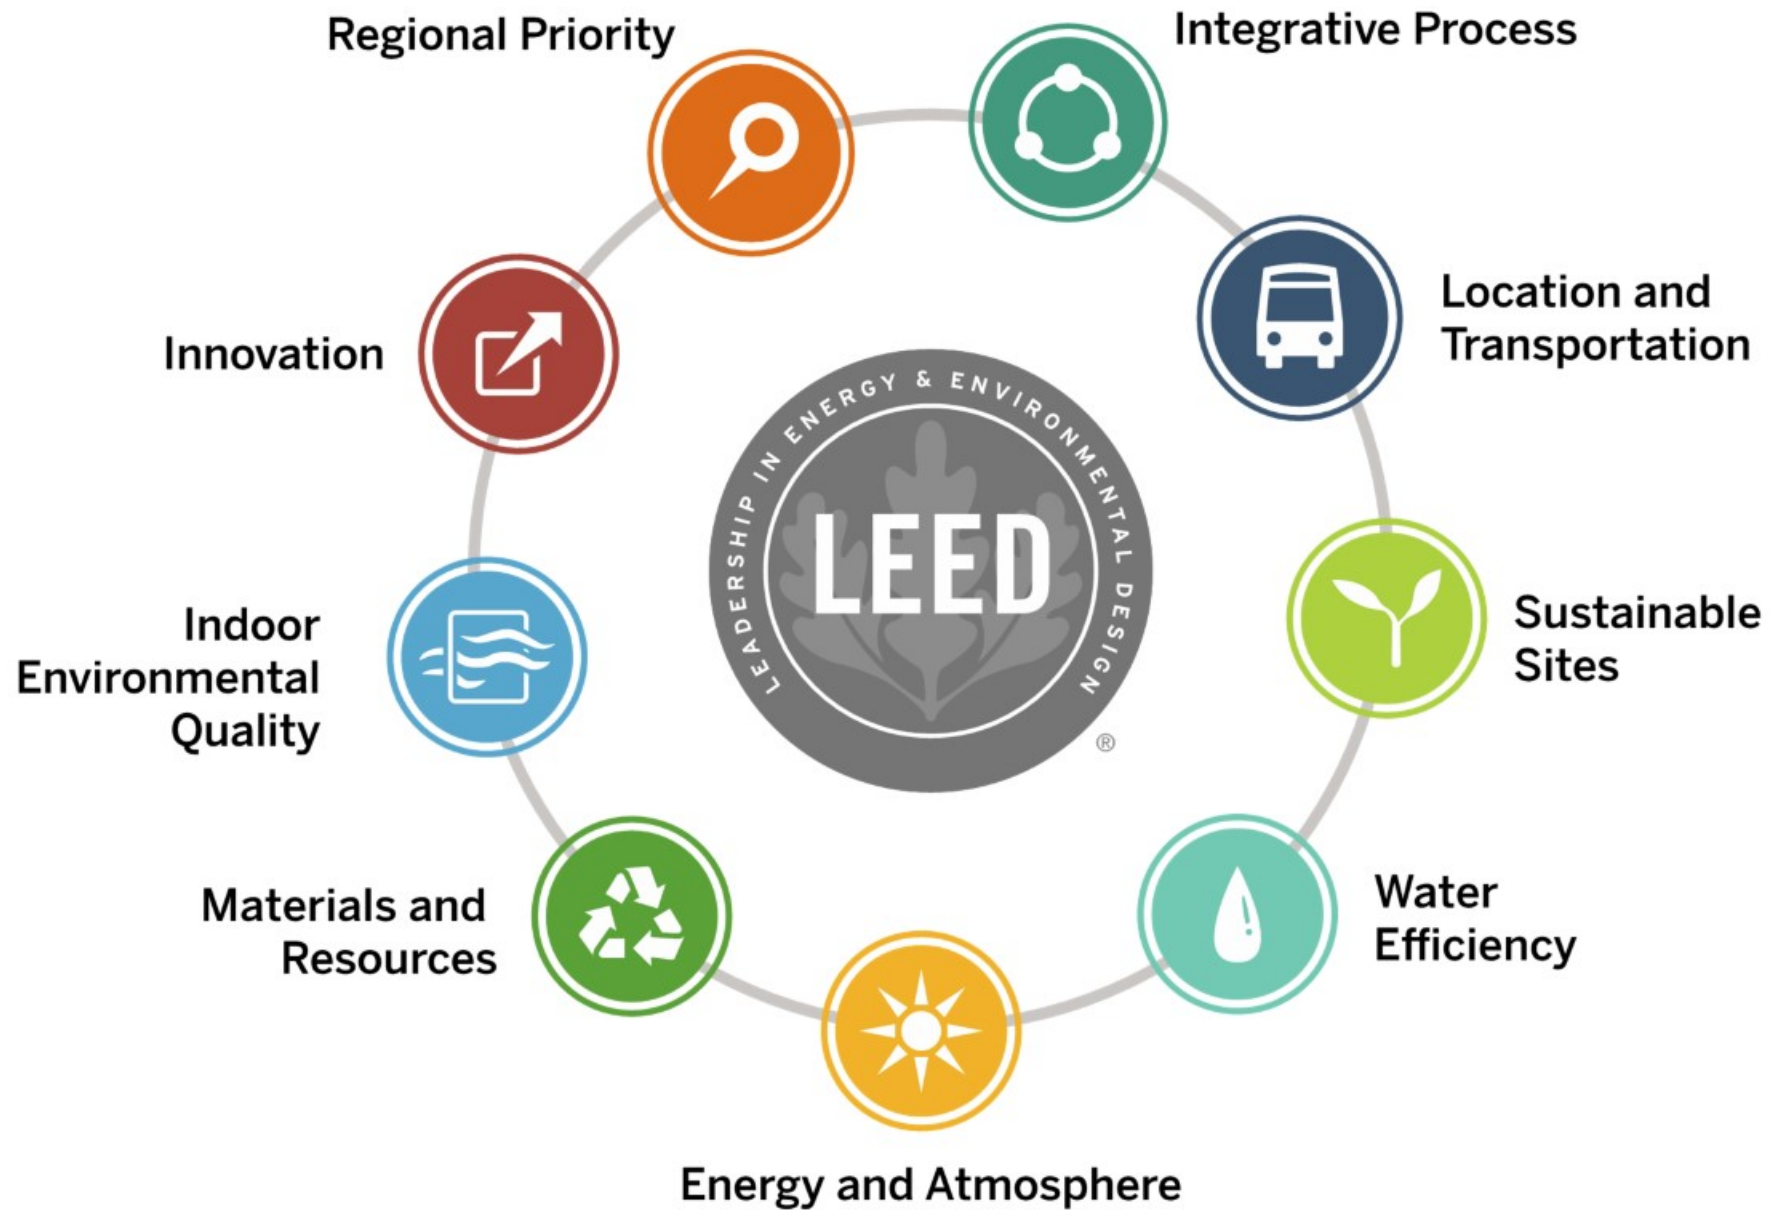 Regional Priority
Integrative Process
Location and
Transportation
Innovation
LEADERSHIP IN ENERGY & ENVIRONMENTAL DESIGN
LEED
®
Sustainable
Sites
Indoor
Environmental
Quality
Water
Efficiency
Materials and
Resources
Energy and Atmosphere